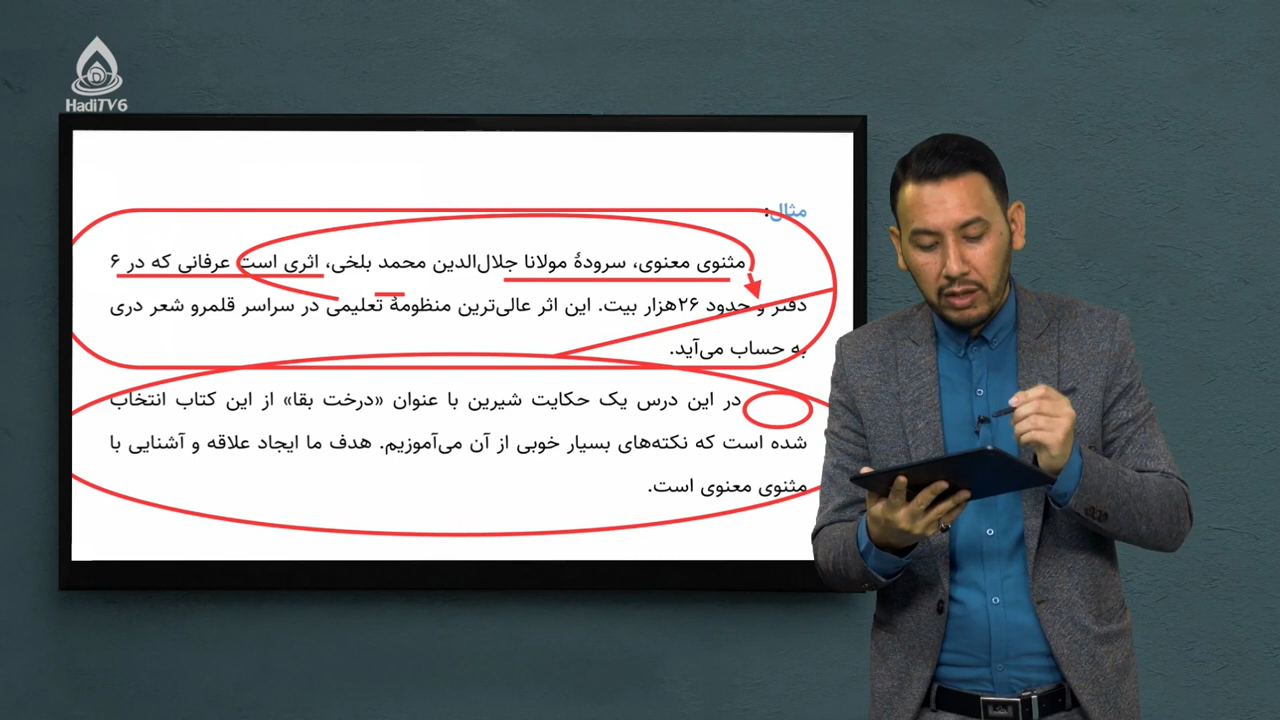 HadiTV6
مثال:
مثنوی معنوی، سرودۀ مولانا جلال‌الدین محمد بلخی، اثری است عرفانی که در ۶
دفتر و حدود ۲۶هزار بیت. این اثر عالی‌ترین منظومۀ تعلیمی در سراسر قلمرو شعر دری
به حساب می‌آید.
در این درس یک حکایت شیرین با عنوان «درخت بقا» از این کتاب انتخاب
شده است که نکته‌های بسیار خوبی از آن می‌آموزیم. هدف ما ایجاد علاقه و آشنایی با
مثنوی معنوی است.